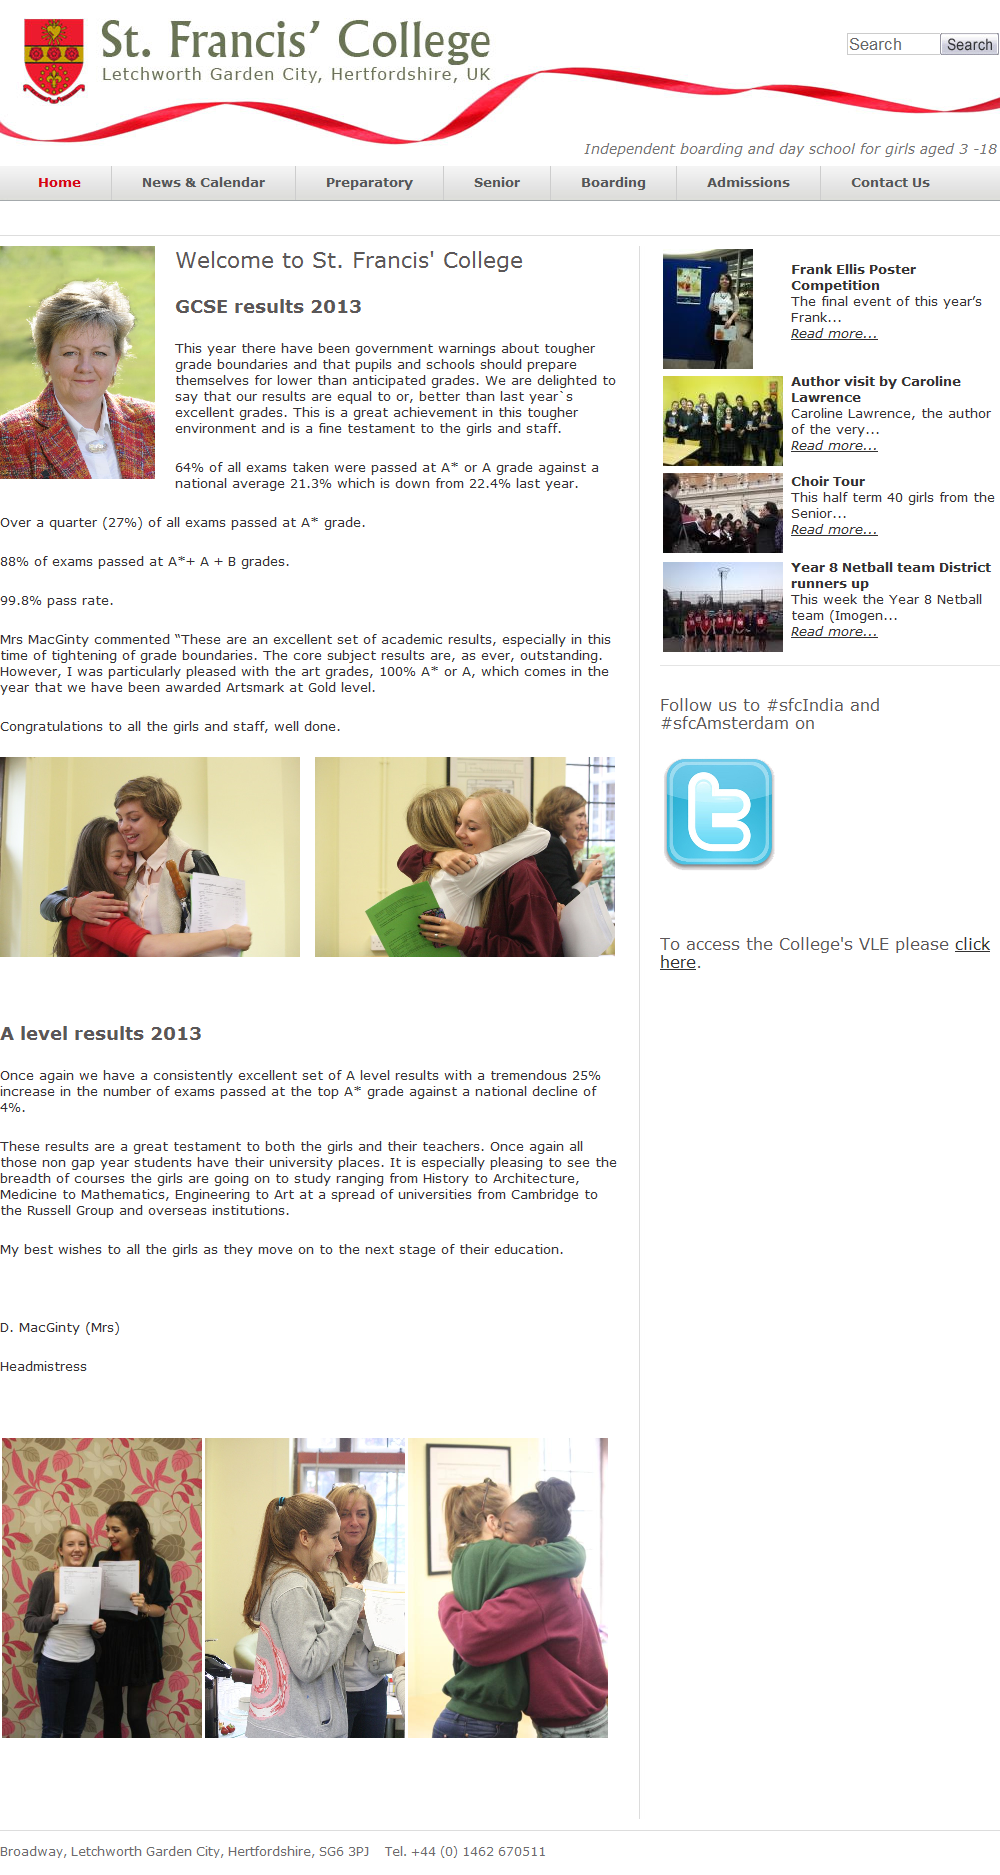 St. Francis' College
Letchworth Garden City, Hertfordshire, UK
Search
Search
Independent boarding and day school for girls aged 3 -18
Home
News & Calendar
Preparatory
Senior
Boarding
Admissions
Contact Us
Welcome to St. Francis' College
GCSE results 2013
This year there have been government warnings about tougher
grade boundaries and that pupils and schools should prepare
themselves for lower than anticipated grades. We are delighted to
say that our results are equal to or, better than last year`s
excellent grades. This is a great achievement in this tougher
environment and is a fine testament to the girls and staff.
64% of all exams taken were passed at A* or A grade against a
national average 21.3% which is down from 22.4% last year.
Over a quarter (27%) of all exams passed at A* grade.
88% of exams passed at A*+ A + B grades.
99.8% pass rate.
Mrs MacGinty commented “These are an excellent set of academic results, especially in this
time of tightening of grade boundaries. The core subject results are, as ever, outstanding.
However, I was particularly pleased with the art grades, 100% A* or A, which comes in the
year that we have been awarded Artsmark at Gold level.
Congratulations to all the girls and staff, well done.
A level results 2013
Once again we have a consistently excellent set of A level results with a tremendous 25%
increase in the number of exams passed at the top A* grade against a national decline of
4%.
These results are a great testament to both the girls and their teachers. Once again all
those non gap year students have their university places. It is especially pleasing to see the
breadth of courses the girls are going on to study ranging from History to Architecture,
Medicine to Mathematics, Engineering to Art at a spread of universities from Cambridge to
the Russell Group and overseas institutions.
My best wishes to all the girls as they move on to the next stage of their education.
D. MacGinty (Mrs)
Headmistress
Frank Ellis Poster
Competition
The final event of this year’s
Frank...
Read more...
Author visit by Caroline
Lawrence
Caroline Lawrence, the author
of the very...
Read more...
Choir Tour
This half term 40 girls from the
Senior...
Read more...
Year 8 Netball team District
runners up
This week the Year 8 Netball
team (Imogen...
Read more...
Follow us to #sfcIndia and
#sfcAmsterdam on
t
To access the College's VLE please click
here.
Broadway, Letchworth Garden City, Hertfordshire, SG6 3PJ Tel. +44 (0) 1462 670511